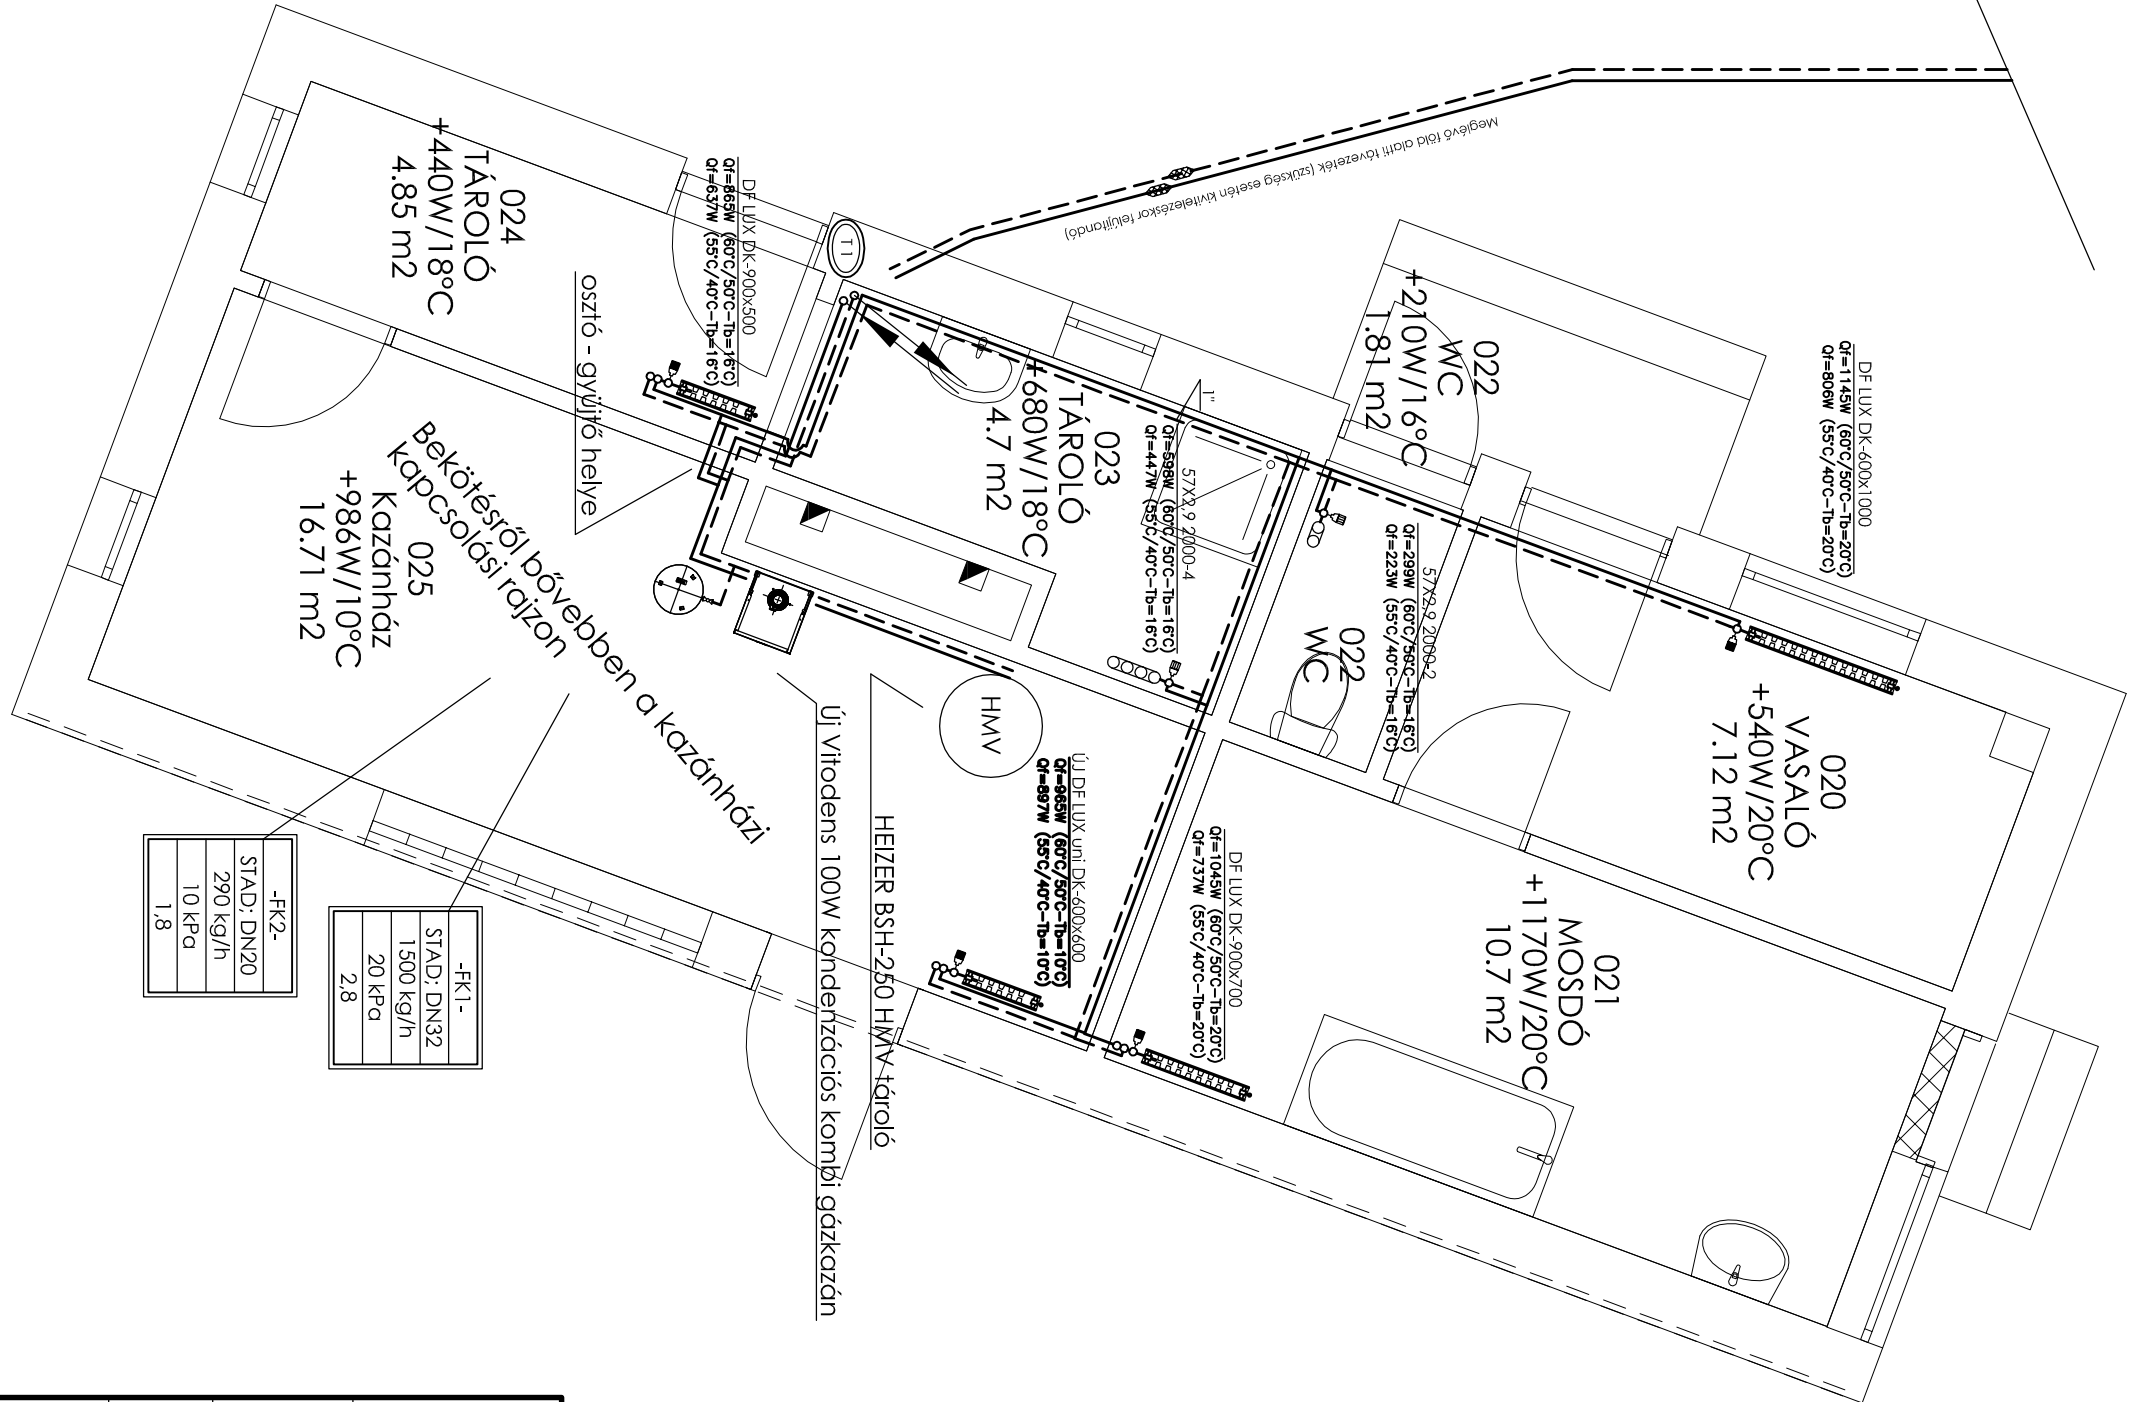 Meglévő föld alatti távvezeték (szükség esetén kivitelezéskor felújítandó)
024
TÁROLÓ
+440W/18°C
4.85 m2
DF LUX DK-900x500
Qf=865W (60°C/50°C-Tb=16°C)
Qf=637W (55°C/40°C-Tb=16°C)
T1
osztó - gyűjtő helye
023
TÁROLÓ
+680W/18°C
4.7 m2
1"
57X2,9 2000-4
Qf=598W (60°C/50°C-Tb=16°C)
Qf=447W (55°C/40°C-Tb=16°C)
022
WC
+210W/16°C
1.81 m2
57X2,9 2000-2
Qf=299W (60°C/50°C-Tb=16°C)
Qf=223W (55°C/40°C-Tb=16°C)
022
WC
DF LUX DK-600x1000
Qf=1145W (60°C/50°C-Tb=20°C)
Qf=806W (55°C/40°C-Tb=20°C)
020
VASALÓ
+540W/20°C
7.12 m2
021
MOSDÓ
+1170W/20°C
10.7 m2
DF LUX DK-900x700
Qf=1045W (60°C/50°C-Tb=20°C)
Qf=737W (55°C/40°C-Tb=20°C)
ÚJ DF LUX uni DK-600x600
Qf=965W (60°C/50°C-Tb=10°C)
Qf=897W (55°C/40°C-Tb=10°C)
HMV
HEIZER BSH-250 HMV tároló
Új Vitodens 100W kondenzációs kombi gázkazán
Bekötésről bővebben a kazánházi
kapcsolási rajzon
025
Kazánház
+986W/10°C
16.71 m2
-FK1-
STAD; DN32
1500 kg/h
20 kPa
2,8
-FK2-
STAD; DN20
290 kg/h
10 kPa
1,8